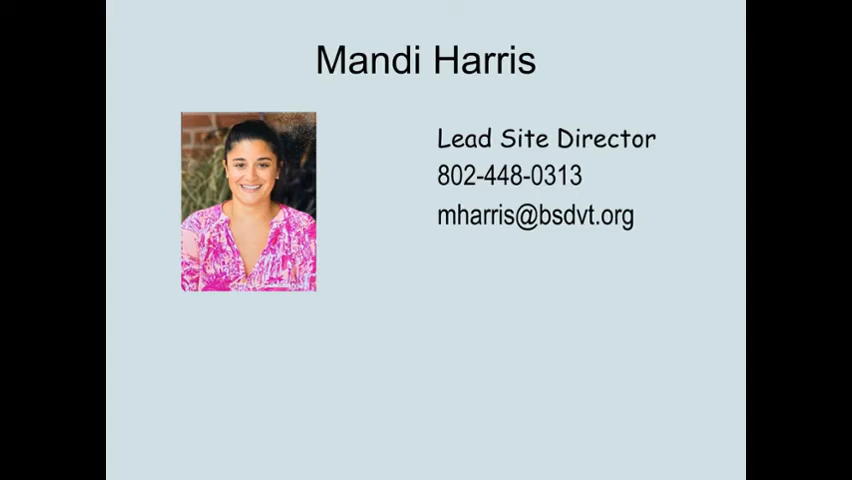 Mandi Harris
Lead Site Director
802-448-0313
mharris@bsdvt.org